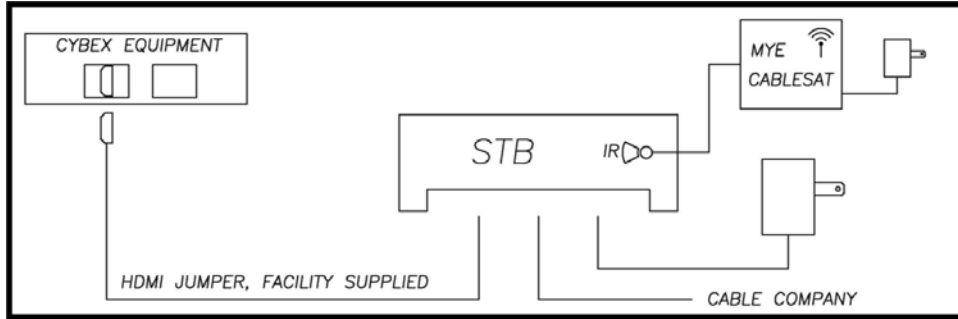 CYBEX EQUIPMENT
MYE
CABLESAT
STB
IR
HDMI JUMPER, FACILITY SUPPLIED
CABLE COMPANY